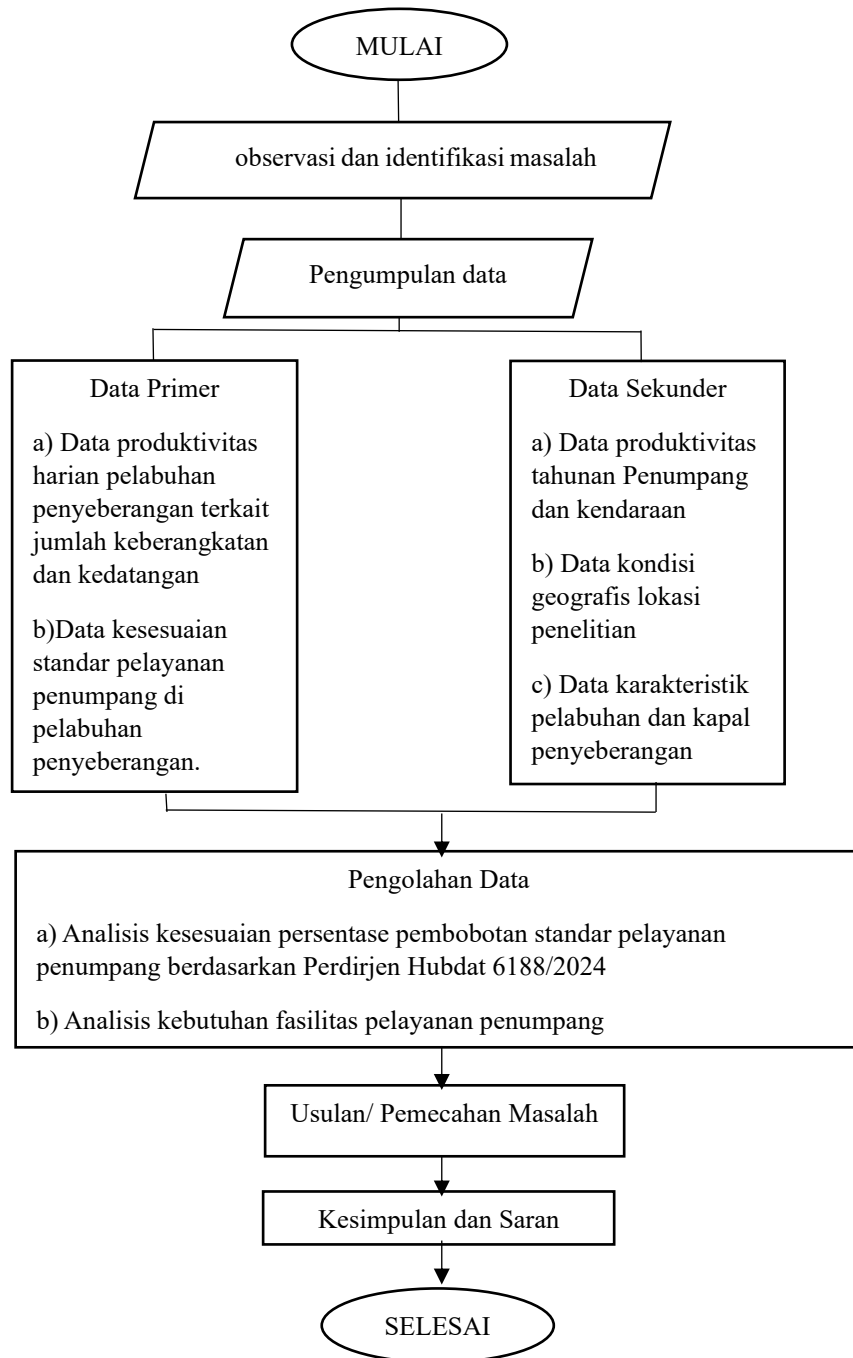 MULAI
observasi dan identifikasi masalah
Pengumpulan data
Data Primer
a) Data produktivitas
harian pelabuhan
penyeberangan terkait
jumlah keberangkatan
dan kedatangan
b)Data kesesuaian
standar pelayanan
penumpang di
pelabuhan
penyeberangan.
Data Sekunder
a) Data produktivitas
tahunan Penumpang
dan kendaraan
b) Data kondisi
geografis lokasi
penelitian
c) Data karakteristik
pelabuhan dan kapal
penyeberangan
Pengolahan Data
a) Analisis kesesuaian persentase pembobotan standar pelayanan
penumpang berdasarkan Perdirjen Hubdat 6188/2024
b) Analisis kebutuhan fasilitas pelayanan penumpang
Usulan/ Pemecahan Masalah
Kesimpulan dan Saran
SELESAI